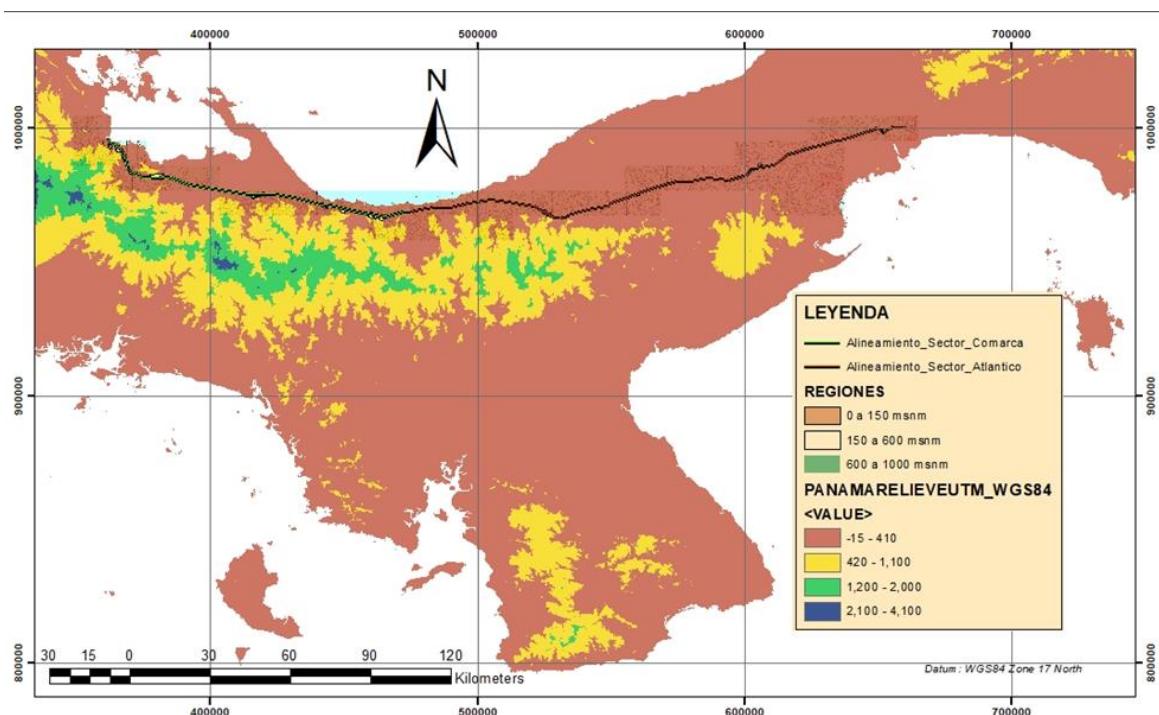 400000 500000 600000 700000
N
1000000 1000000
900000 900000
800000 800000
LEYENDA
Alineamiento_Sector_Comarca
Alineamiento_Sector_Atlantico
REGIONES
0 a 150 msnm
150 a 600 msnm
600 a 1000 msnm
PANAMARELIEVEUTM_WGS84
<VALUE>
-15 - 410
420 - 1,100
1,200 - 2,000
2,100 - 4,100
30 15 0 30 60 90 120
Kilometers
Datum : WGS84 Zone 17 North
400000 500000 600000 700000